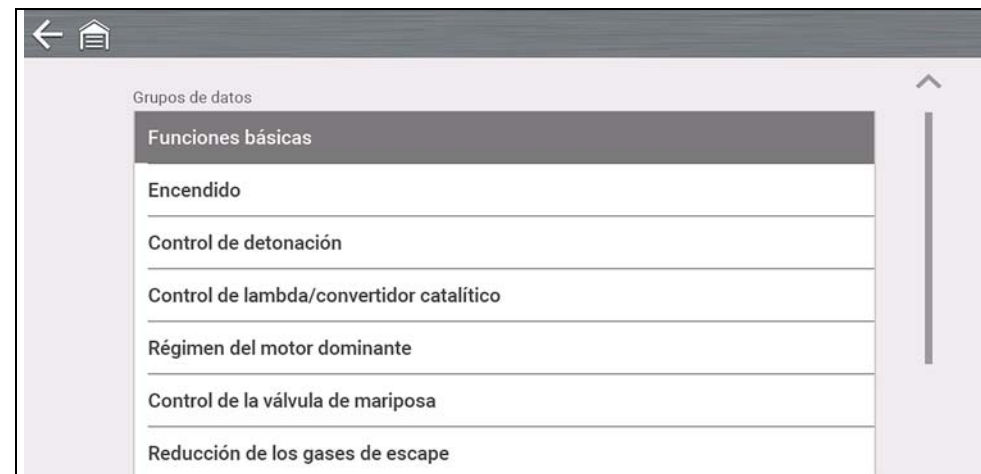 Grupos de datos
Funciones básicas
Encendido
Control de detonación
Control de lambda/convertidor catalítico
Régimen del motor dominante
Control de la válvula de mariposa
Reducción de los gases de escape